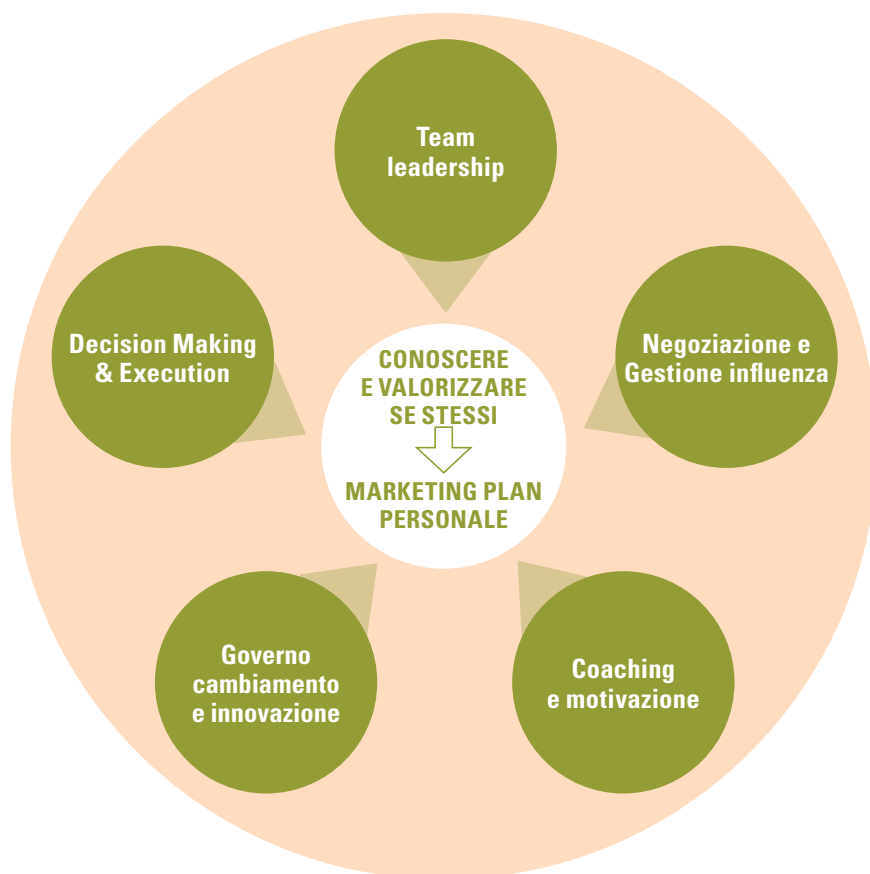 Team
leadership
Decision Making
& Execution
Negoziazione e
Gestione influenza
CONOSCERE
E VALORIZZARE
SE STESSI
MARKETING PLAN
PERSONALE
Governo
cambiamento
e innovazione
Coaching
e motivazione